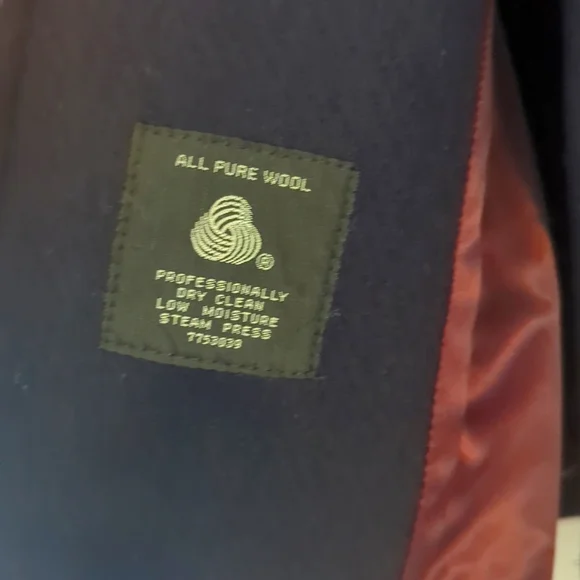 ALL PURE WOOL
®
PROFESSIONALLY
DRY CLEAN
LOW MOISTURE
STEAM PRESS
7753039